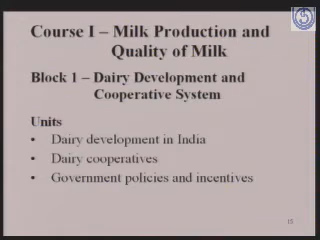 Course I – Milk Production and
Quality of Milk
Block 1 – Dairy Development and
Cooperative System
Units
• Dairy development in India
• Dairy cooperatives
• Government policies and incentives